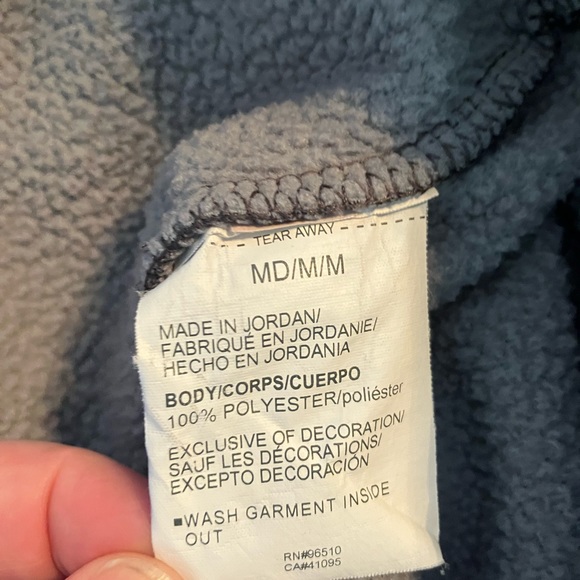 TEAR AWAY
MD/M/M
MADE IN JORDAN/
FABRIQUÉ EN JORDANIE/
HECHO EN JORDANIA
BODY/CORPS/CUERPO
100% POLYESTER/poliéster
EXCLUSIVE OF DECORATION/
SAUF LES DÉCORATIONS/
EXCEPTO DECORACIÓN
▪WASH GARMENT INSIDE
OUT
RN#96510
CA#41095